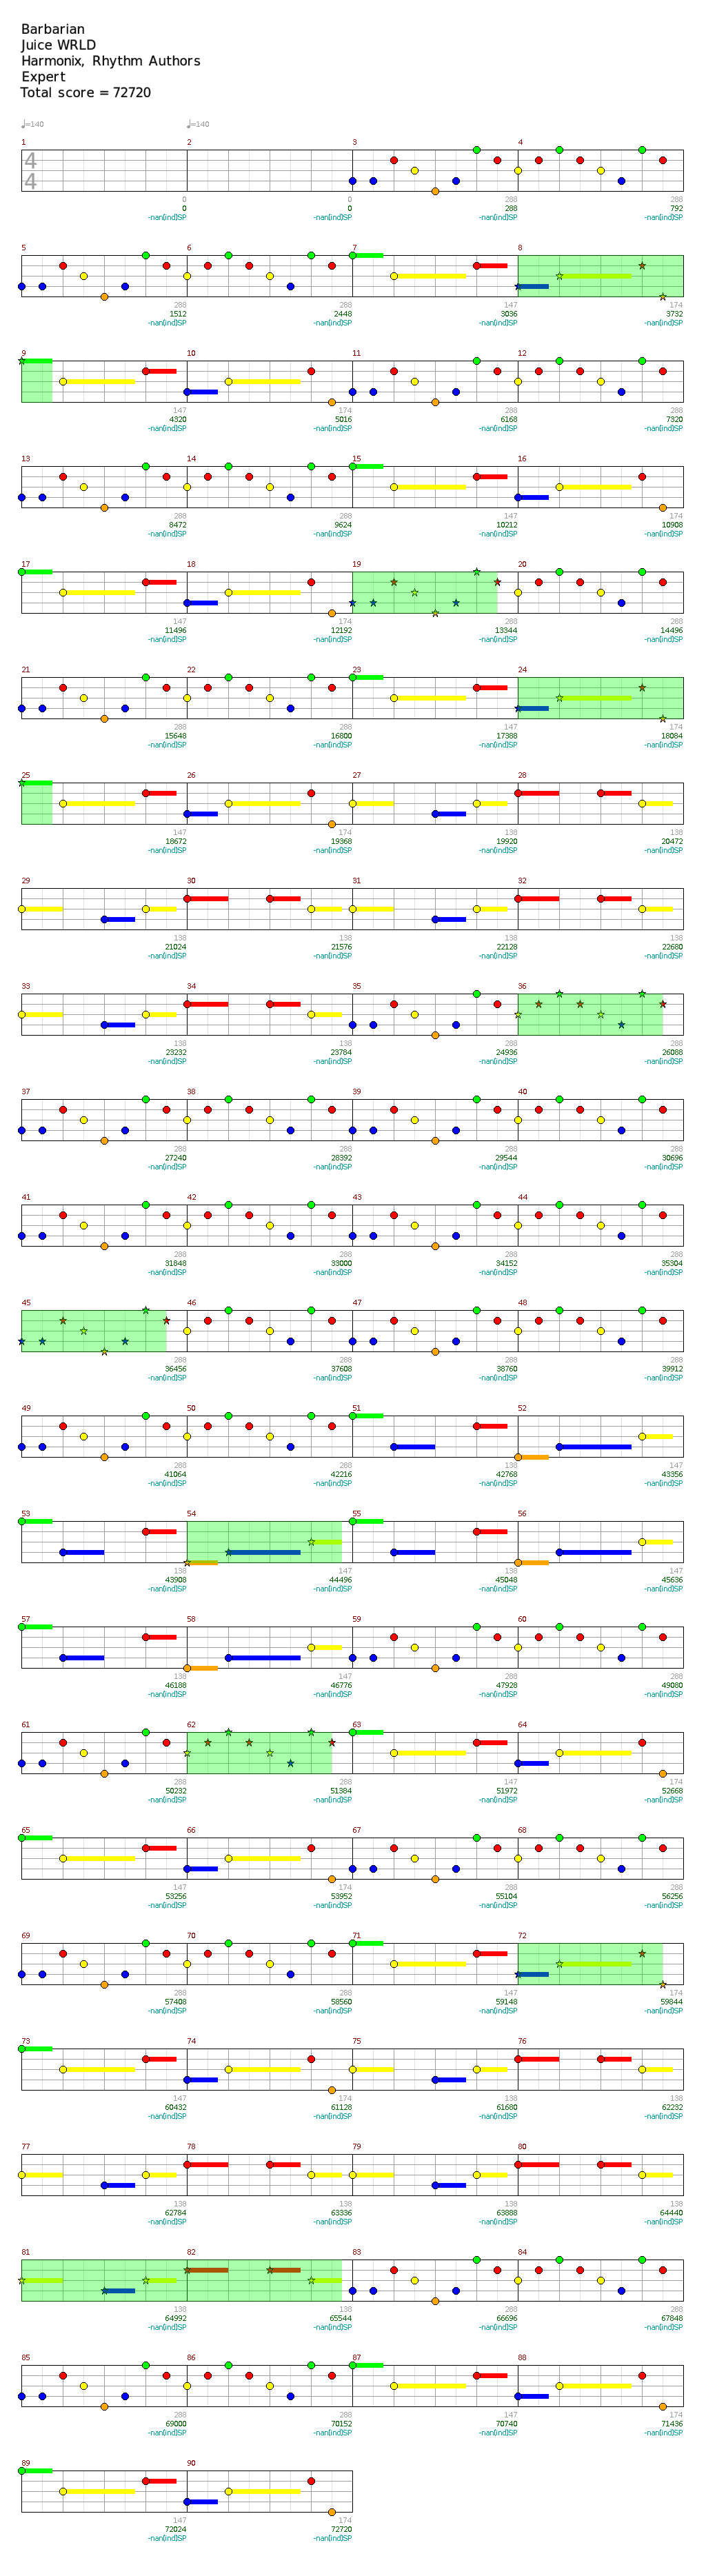 Barbarian
Juice WRLD
Harmonix, Rhythm Authors
Expert
Total score = 72720
♩=140 ♩=140
1 2 3 4
4
4
0 0 288 288
0 0 288 792
-nan(ind)SP -nan(ind)SP -nan(ind)SP -nan(ind)SP
5 6 7 8
288 288 147 174
1512 2448 3036 3732
-nan(ind)SP -nan(ind)SP -nan(ind)SP -nan(ind)SP
9 10 11 12
147 174 288 288
4320 5016 6168 7320
-nan(ind)SP -nan(ind)SP -nan(ind)SP -nan(ind)SP
13 14 15 16
288 288 147 174
8472 9624 10212 10908
-nan(ind)SP -nan(ind)SP -nan(ind)SP -nan(ind)SP
17 18 19 20
147 174 288 288
11496 12192 13344 14496
-nan(ind)SP -nan(ind)SP -nan(ind)SP -nan(ind)SP
21 22 23 24
288 288 147 174
15648 16800 17388 18084
-nan(ind)SP -nan(ind)SP -nan(ind)SP -nan(ind)SP
25 26 27 28
147 174 138 138
18672 19368 19920 20472
-nan(ind)SP -nan(ind)SP -nan(ind)SP -nan(ind)SP
29 30 31 32
138 138 138 138
21024 21576 22128 22680
-nan(ind)SP -nan(ind)SP -nan(ind)SP -nan(ind)SP
33 34 35 36
138 138 288 288
23232 23784 24936 26088
-nan(ind)SP -nan(ind)SP -nan(ind)SP -nan(ind)SP
37 38 39 40
288 288 288 288
27240 28392 29544 30696
-nan(ind)SP -nan(ind)SP -nan(ind)SP -nan(ind)SP
41 42 43 44
288 288 288 288
31848 33000 34152 35304
-nan(ind)SP -nan(ind)SP -nan(ind)SP -nan(ind)SP
45 46 47 48
288 288 288 288
36456 37608 38760 39912
-nan(ind)SP -nan(ind)SP -nan(ind)SP -nan(ind)SP
49 50 51 52
288 288 138 147
41064 42216 42768 43356
-nan(ind)SP -nan(ind)SP -nan(ind)SP -nan(ind)SP
53 54 55 56
138 147 138 147
43908 44496 45048 45636
-nan(ind)SP -nan(ind)SP -nan(ind)SP -nan(ind)SP
57 58 59 60
138 147 288 288
46188 46776 47928 49080
-nan(ind)SP -nan(ind)SP -nan(ind)SP -nan(ind)SP
61 62 63 64
288 288 147 174
50232 51384 51972 52668
-nan(ind)SP -nan(ind)SP -nan(ind)SP -nan(ind)SP
65 66 67 68
147 174 288 288
53256 53952 55104 56256
-nan(ind)SP -nan(ind)SP -nan(ind)SP -nan(ind)SP
69 70 71 72
288 288 147 174
57408 58560 59148 59844
-nan(ind)SP -nan(ind)SP -nan(ind)SP -nan(ind)SP
73 74 75 76
147 174 138 138
60432 61128 61680 62232
-nan(ind)SP -nan(ind)SP -nan(ind)SP -nan(ind)SP
77 78 79 80
138 138 138 138
62784 63336 63888 64440
-nan(ind)SP -nan(ind)SP -nan(ind)SP -nan(ind)SP
81 82 83 84
138 138 288 288
64992 65544 66696 67848
-nan(ind)SP -nan(ind)SP -nan(ind)SP -nan(ind)SP
85 86 87 88
288 288 147 174
69000 70152 70740 71436
-nan(ind)SP -nan(ind)SP -nan(ind)SP -nan(ind)SP
89 90
147 174
72024 72720
-nan(ind)SP -nan(ind)SP